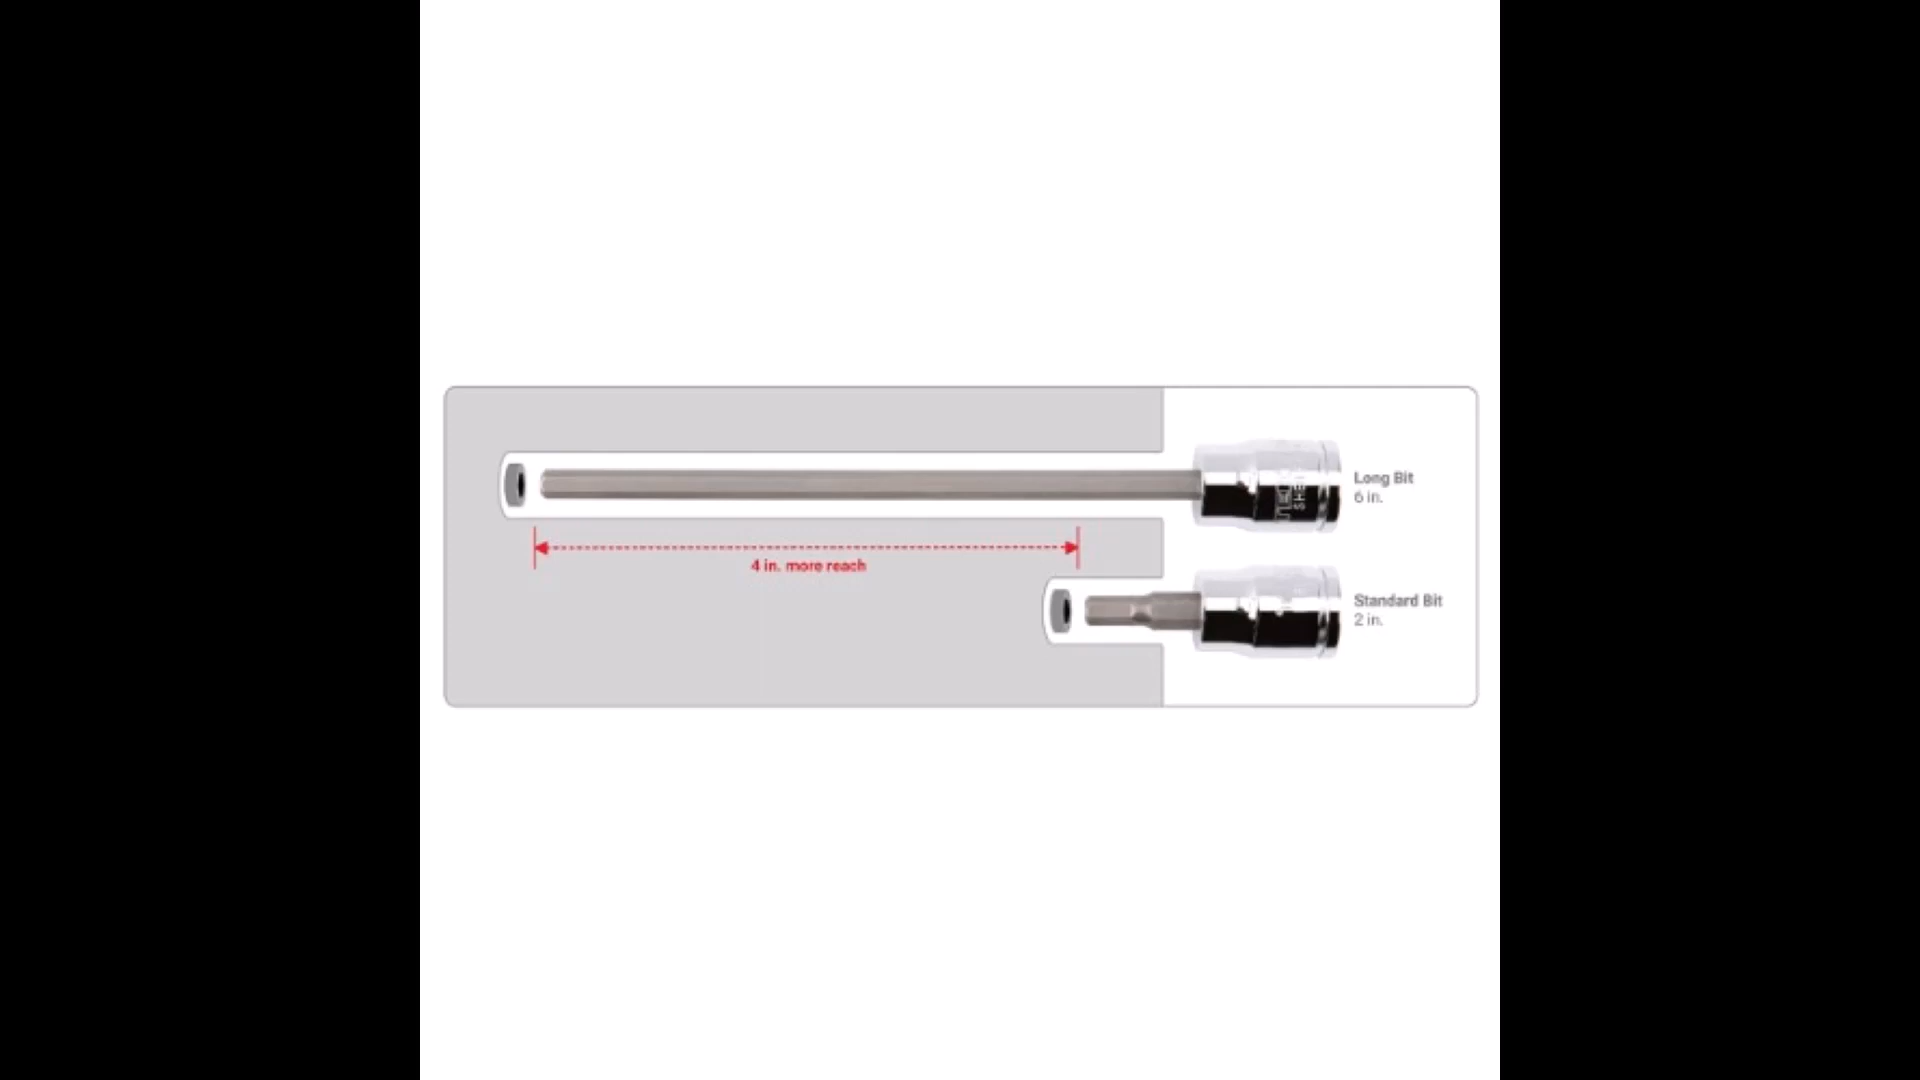 Long Bit
6 in.
4 in. more reach
Standard Bit
2 in.